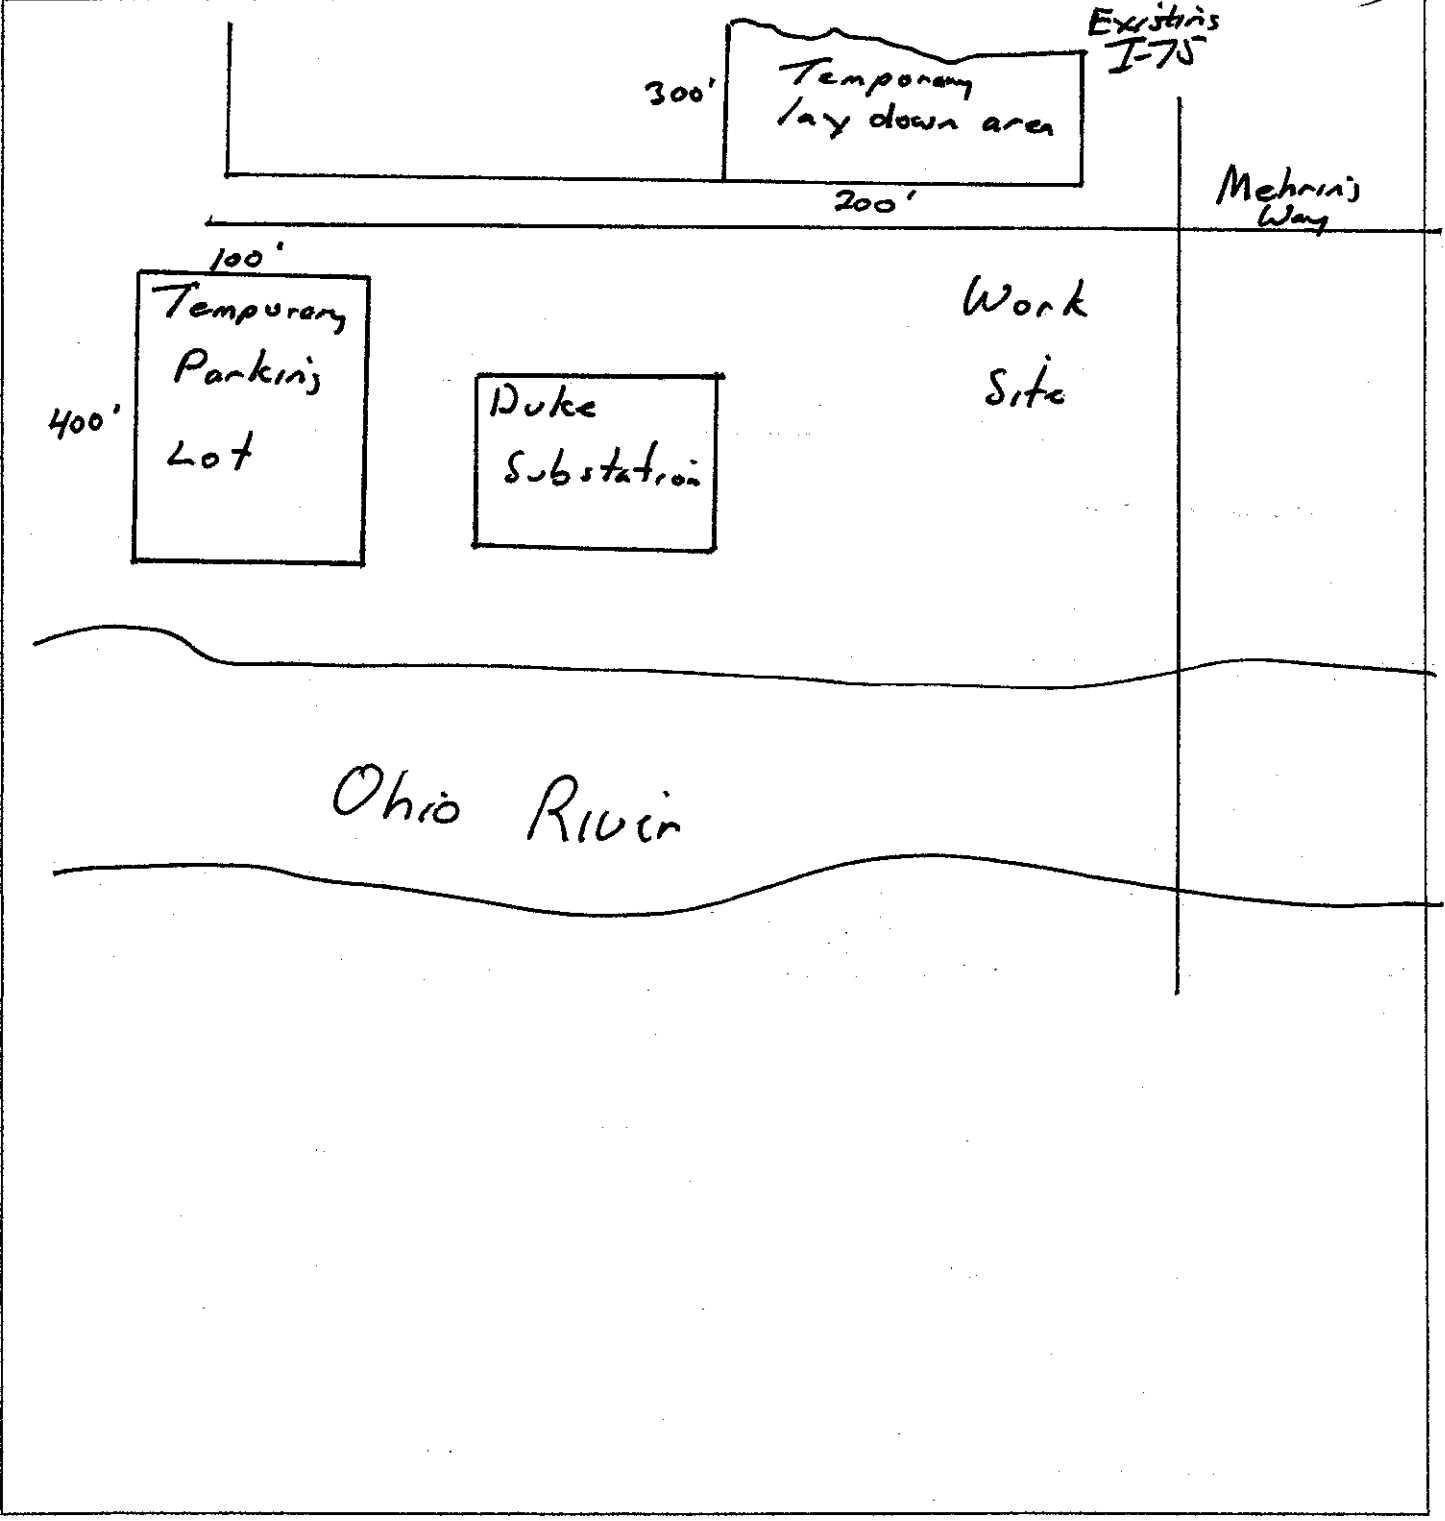 Existing
I-75
300'
Temporary
lay down area
200'
Mehring
Way
100'
Temporary
Parking
Lot
400'
Duke
Substation
Work
Site
Ohio River